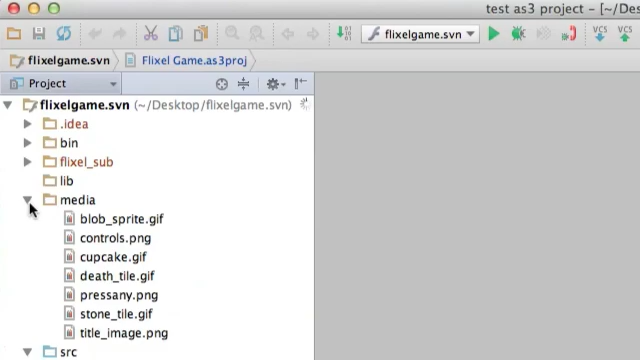 test as3 project – [~/Des
flixelgame.svn
VCS VCS
flixelgame.svn Flixel Game.as3proj
Project
flixelgame.svn (~/Desktop/flixelgame.svn)
.idea
bin
flixel_sub
lib
media
blob_sprite.gif
controls.png
cupcake.gif
death_tile.gif
pressany.png
stone_tile.gif
title_image.png
src